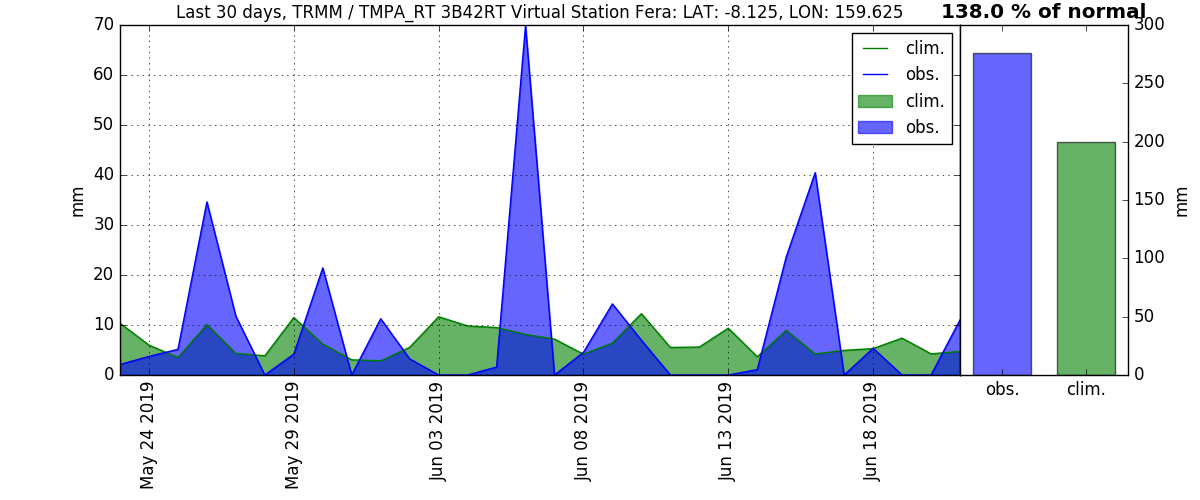 Last 30 days, TRMM / TMPA_RT 3B42RT Virtual Station Fera: LAT: -8.125, LON: 159.625
138.0 % of normal
70
60
50
40
30
20
10
0
mm
clim.
obs.
clim.
obs.
May 24 2019
May 29 2019
Jun 03 2019
Jun 08 2019
Jun 13 2019
Jun 18 2019
300
250
200
150
100
50
0
mm
obs.
clim.